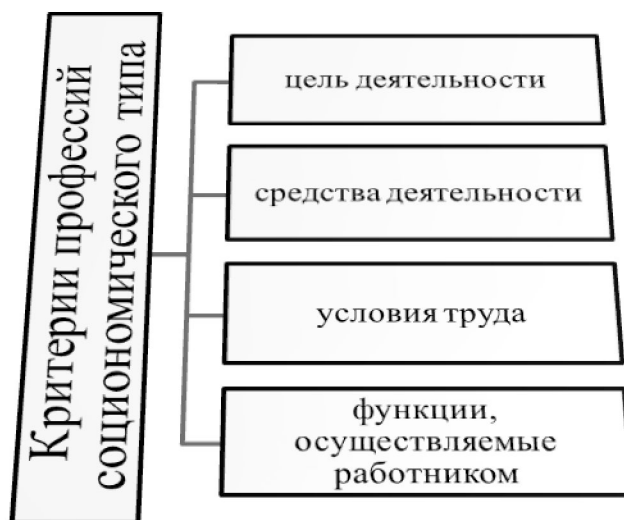 Критерии профессий
социономического типа
цель деятельности
средства деятельности
условия труда
функции,
осуществляемые
работником